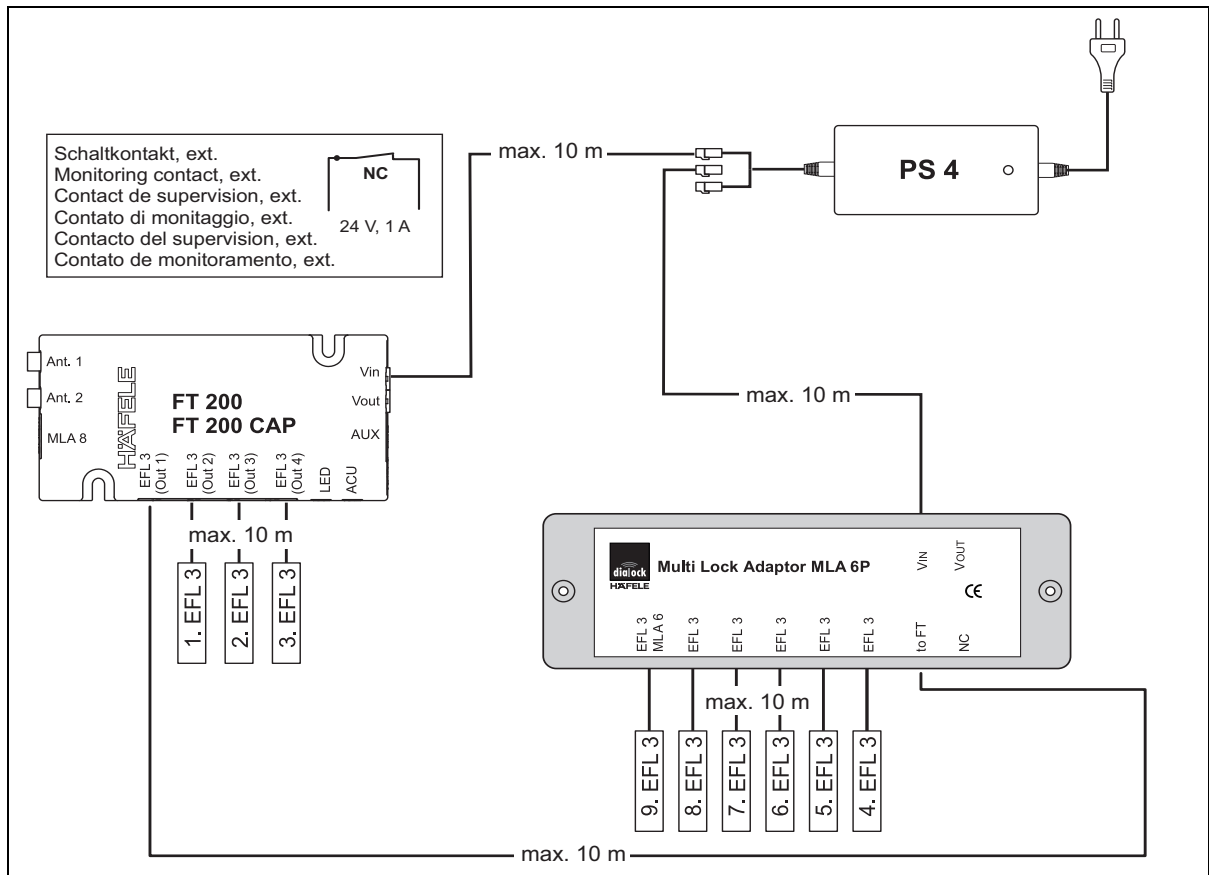 Schaltkontakt, ext.
Monitoring contact, ext.
Contact de supervision, ext.
Contato di monitaggio, ext.
Contacto del supervision, ext.
Contato de monitoramento, ext.
NC
24 V, 1 A
max. 10 m
PS 4
max. 10 m
Ant. 1
Ant. 2
MLA 8
HÄFELE
FT 200
FT 200 CAP
Vin
Vout
AUX
EFL 3
(Out 1)
EFL 3
(Out 2)
EFL 3
(Out 3)
EFL 3
(Out 4)
LED
ACU
max. 10 m
1. EFL 3
2. EFL 3
3. EFL 3
dialock
HÄFELE
Multi Lock Adaptor MLA 6P
VIN
VOUT
CE
EFL 3
MLA 6
EFL 3
EFL 3
EFL 3
EFL 3
EFL 3
to FT
NC
max. 10 m
9. EFL 3
8. EFL 3
7. EFL 3
6. EFL 3
5. EFL 3
4. EFL 3
max. 10 m